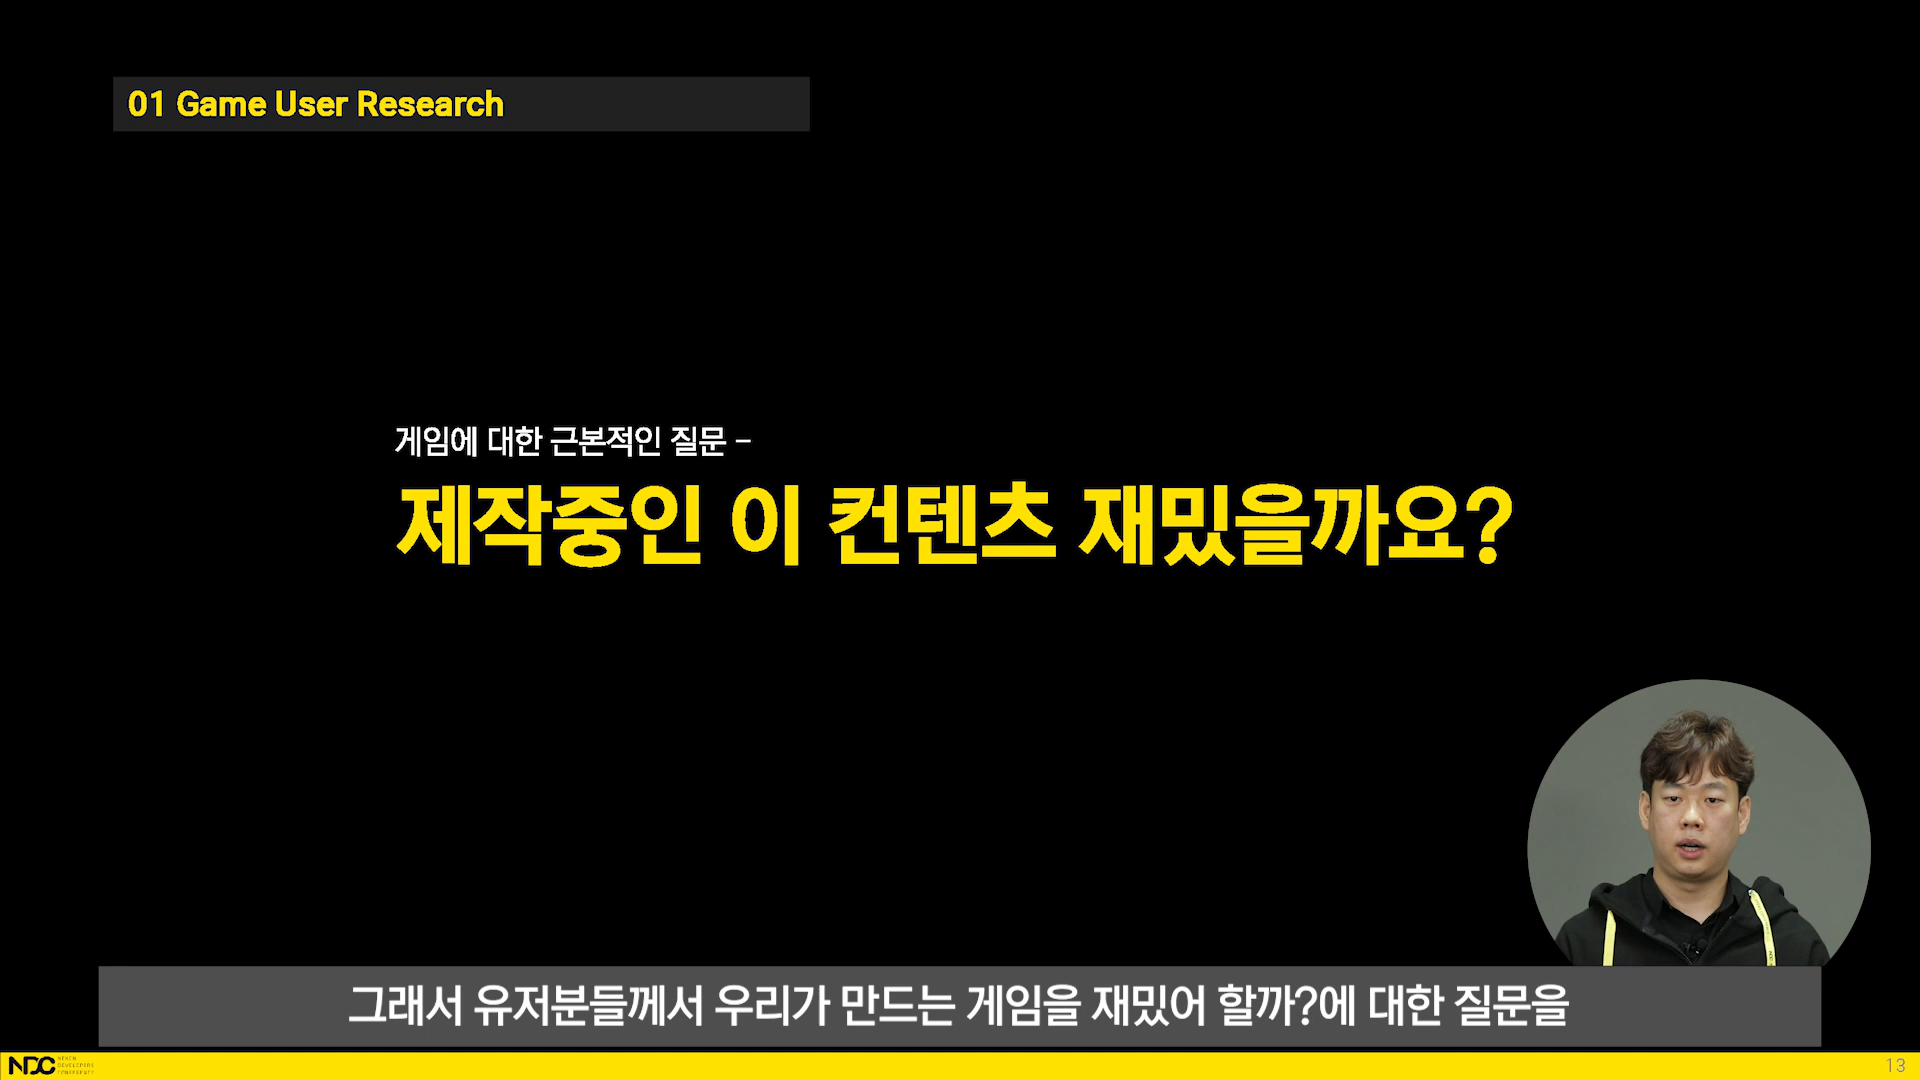 01 Game User Research
게임에 대한 근본적인 질문 –
제작중인 이 컨텐츠 재밌을까요?
그래서 유저분들께서 우리가 만드는 게임을 재밌어 할까?에 대한 질문을
NDC
NEXON
DEVELOPERS
CONFERENCE
13